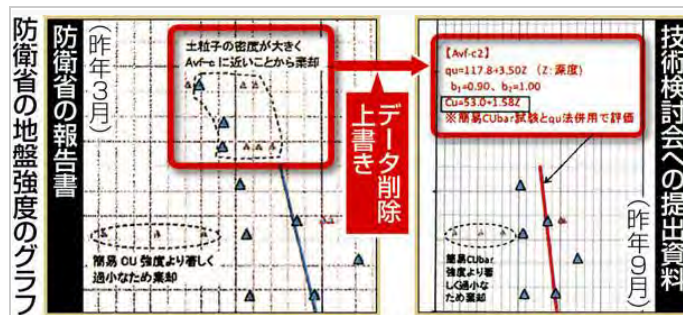 防衛省の地盤強度のグラフ
防衛省の報告書
(昨年3月)
土粒子の密度が大きく
Avf-cに近いことから棄却
簡易CU強度より著しく
過小なため棄却
データ削除
上書き
技術検討会への提出資料
(昨年9月)
【Avf-c2】
qu=117.8+3.50Z (Z:深度)
b₁=0.90、b₂=1.00
Cu=53.0+1.58Z
※簡易CUbar試験とqu法併用で評価
簡易CUbar
強度より著
しく過小な
ため棄却